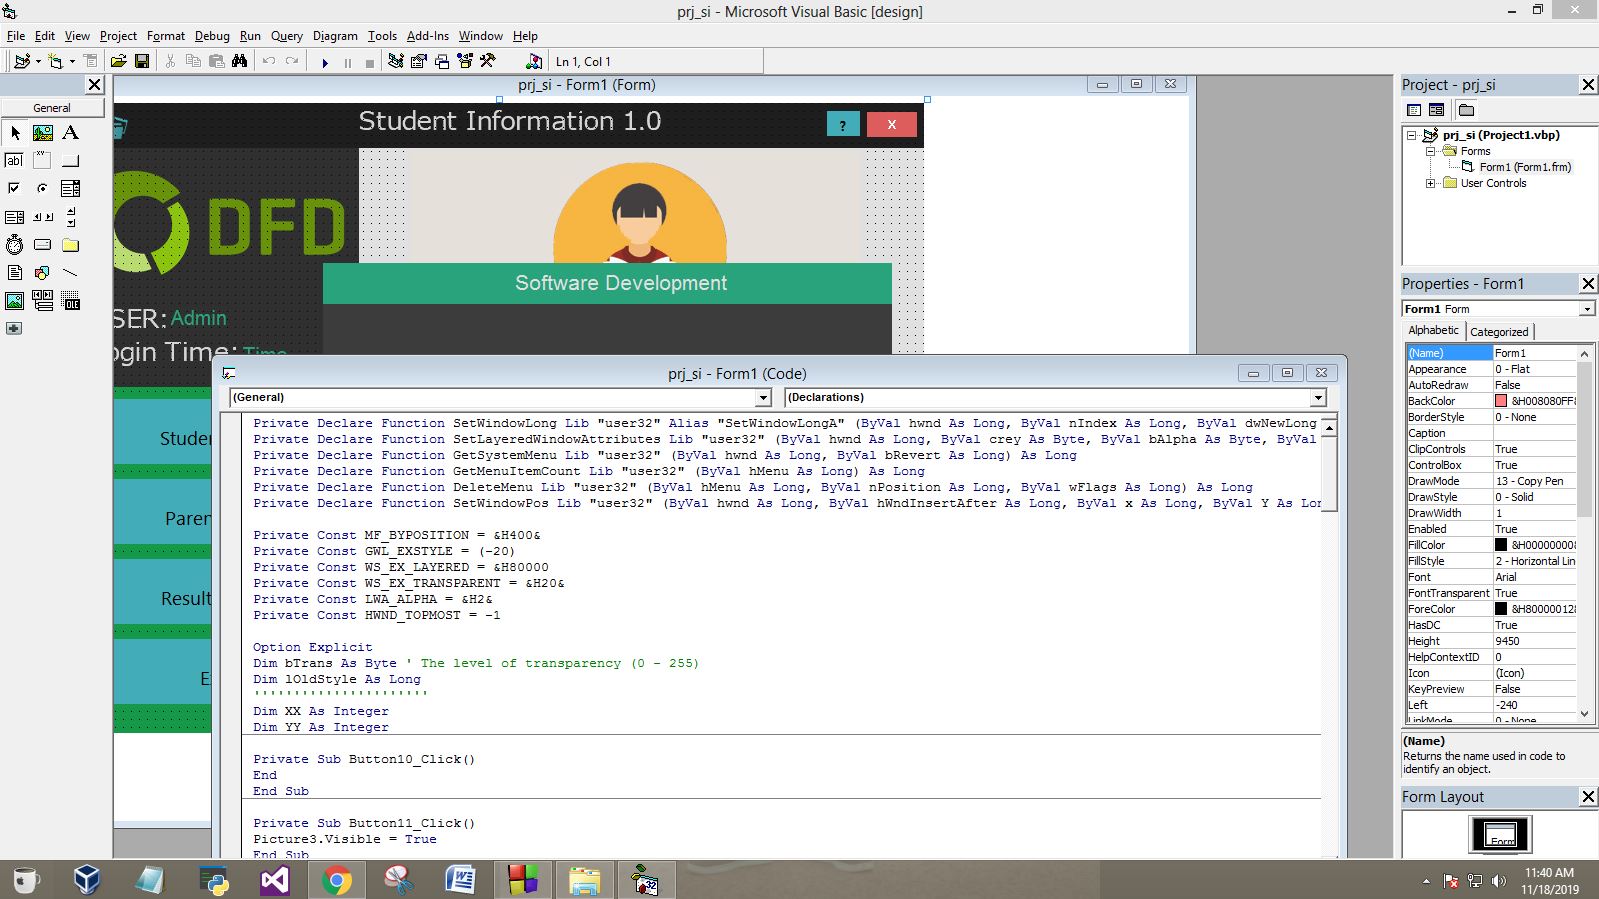 prj_si - Microsoft Visual Basic [design]
File Edit View Project Format Debug Run Query Diagram Tools Add-Ins Window Help
Ln 1, Col 1
General
prj_si - Form1 (Form)
Student Information 1.0
?
X
DFD
Software Development
SER: Admin
ogin Time: Time
Studen
Paren
Result
E
prj_si - Form1 (Code)
(General)
(Declarations)
Private Declare Function SetWindowLong Lib "user32" Alias "SetWindowLongA" (ByVal hwnd As Long, ByVal nIndex As Long, ByVal dwNewLong
Private Declare Function SetLayeredWindowAttributes Lib "user32" (ByVal hwnd As Long, ByVal crey As Byte, ByVal bAlpha As Byte, ByVal
Private Declare Function GetSystemMenu Lib "user32" (ByVal hwnd As Long, ByVal bRevert As Long) As Long
Private Declare Function GetMenuItemCount Lib "user32" (ByVal hMenu As Long) As Long
Private Declare Function DeleteMenu Lib "user32" (ByVal hMenu As Long, ByVal nPosition As Long, ByVal wFlags As Long) As Long
Private Declare Function SetWindowPos Lib "user32" (ByVal hwnd As Long, ByVal hWndInsertAfter As Long, ByVal x As Long, ByVal Y As Lon
Private Const MF_BYPOSITION = &H400&
Private Const GWL_EXSTYLE = (-20)
Private Const WS_EX_LAYERED = &H80000
Private Const WS_EX_TRANSPARENT = &H20&
Private Const LWA_ALPHA = &H2&
Private Const HWND_TOPMOST = -1
Option Explicit
Dim bTrans As Byte ' The level of transparency (0 - 255)
Dim lOldStyle As Long
''''''''''''''''''''''
Dim XX As Integer
Dim YY As Integer
Private Sub Button10_Click()
End
End Sub
Private Sub Button11_Click()
Picture3.Visible = True
End Sub
Project - prj_si
prj_si (Project1.vbp)
Forms
Form1 (Form1.frm)
User Controls
Properties - Form1
Form1 Form
Alphabetic Categorized
(Name) Form1
Appearance 0 - Flat
AutoRedraw False
BackColor &H008080FF&
BorderStyle 0 - None
Caption
ClipControls True
ControlBox True
DrawMode 13 - Copy Pen
DrawStyle 0 - Solid
DrawWidth 1
Enabled True
FillColor &H00000000&
FillStyle 2 - Horizontal Lin
Font Arial
FontTransparent True
ForeColor &H80000012&
HasDC True
Height 9450
HelpContextID 0
Icon (Icon)
KeyPreview False
Left -240
LinkMode 0 - None
(Name)
Returns the name used in code to
identify an object.
Form Layout
Form
11:40 AM
11/18/2019